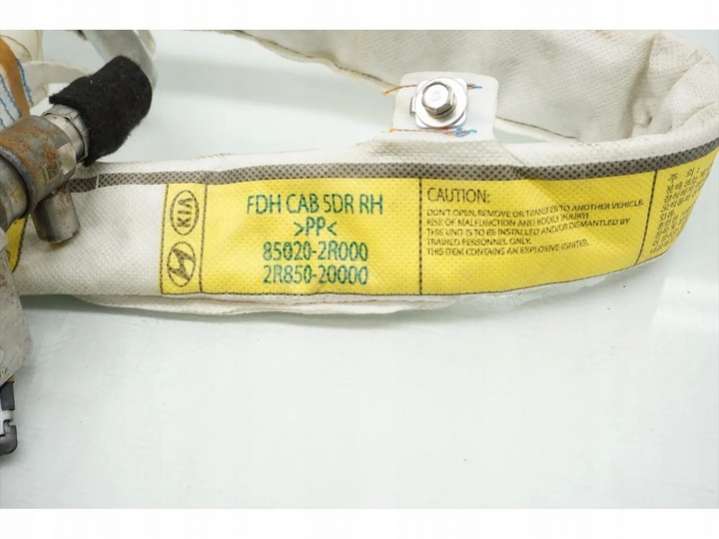 KIA
FDH CAB 5DR RH
>PP<
85020-2R000
2R850-20000
CAUTION:
DON'T OPEN, REMOVE OR TRANSFER TO ANOTHER VEHICLE.
RISK OF MALFUNCTION AND BODILY INJURY!
THIS UNIT IS TO BE INSTALLED AND/OR DISMANTLED BY
TRAINED PERSONNEL ONLY.
THIS ITEM CONTAINS AN EXPLOSIVE IGNITER.
주 의